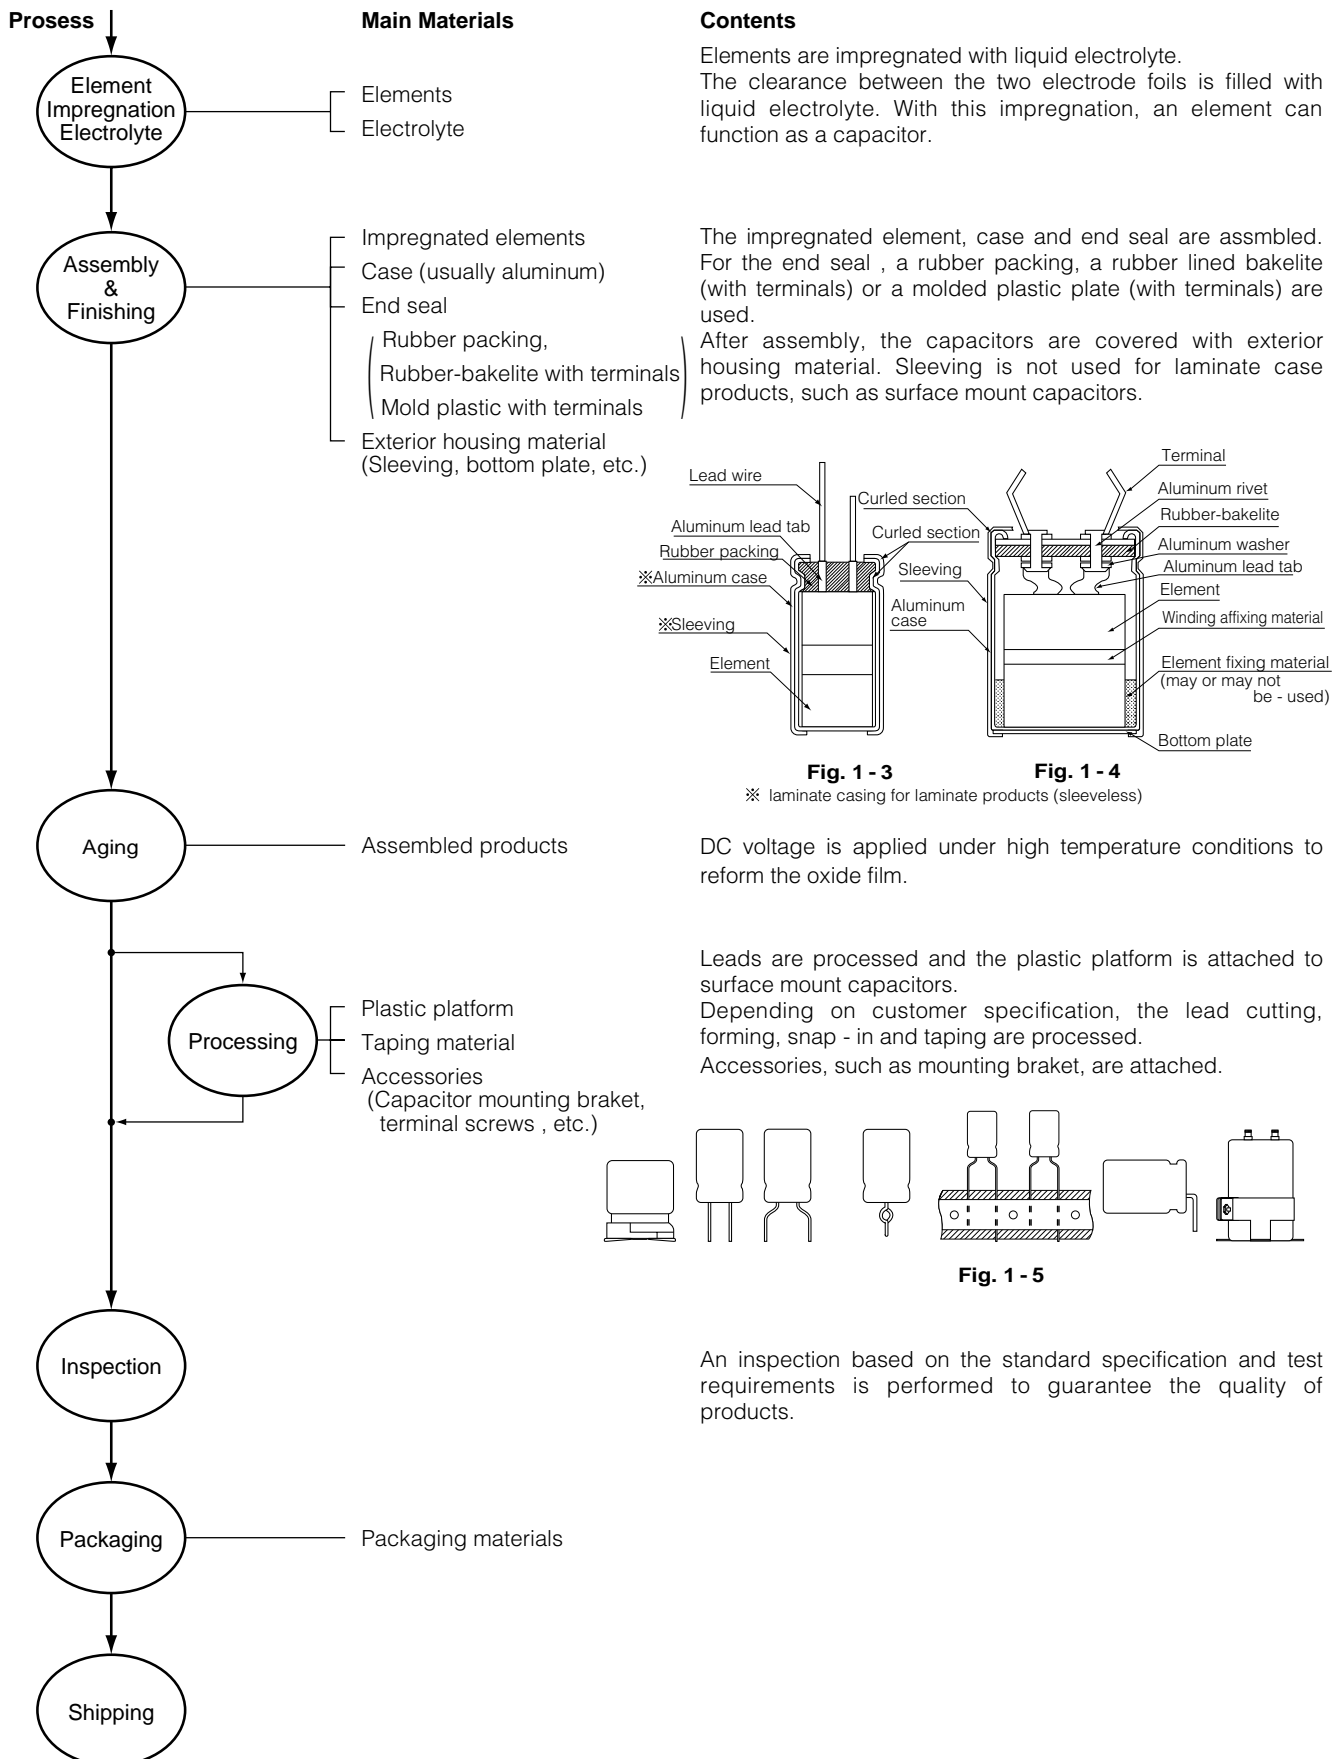 Prosess
Main Materials
Contents
Element
Impregnation
Electrolyte
Elements
Electrolyte
Elements are impregnated with liquid electrolyte.
The clearance between the two electrode foils is filled with
liquid electrolyte. With this impregnation, an element can
function as a capacitor.
Assembly
&
Finishing
Impregnated elements
Case (usually aluminum)
End seal
Rubber packing,
Rubber-bakelite with terminals
Mold plastic with terminals
Exterior housing material
(Sleeving, bottom plate, etc.)
The impregnated element, case and end seal are assmbled.
For the end seal , a rubber packing, a rubber lined bakelite
(with terminals) or a molded plastic plate (with terminals) are
used.
After assembly, the capacitors are covered with exterior
housing material. Sleeving is not used for laminate case
products, such as surface mount capacitors.
Lead wire
Aluminum lead tab
Rubber packing
※Aluminum case
※Sleeving
Element
Curled section
Curled section
Sleeving
Aluminum
case
Terminal
Aluminum rivet
Rubber-bakelite
Aluminum washer
Aluminum lead tab
Element
Winding affixing material
Element fixing material
(may or may not
be - used)
Bottom plate
Fig. 1 - 3
Fig. 1 - 4
※ laminate casing for laminate products (sleeveless)
Aging
Assembled products
DC voltage is applied under high temperature conditions to
reform the oxide film.
Processing
Plastic platform
Taping material
Accessories
(Capacitor mounting braket,
terminal screws , etc.)
Leads are processed and the plastic platform is attached to
surface mount capacitors.
Depending on customer specification, the lead cutting,
forming, snap - in and taping are processed.
Accessories, such as mounting braket, are attached.
Fig. 1 - 5
Inspection
An inspection based on the standard specification and test
requirements is performed to guarantee the quality of
products.
Packaging
Packaging materials
Shipping